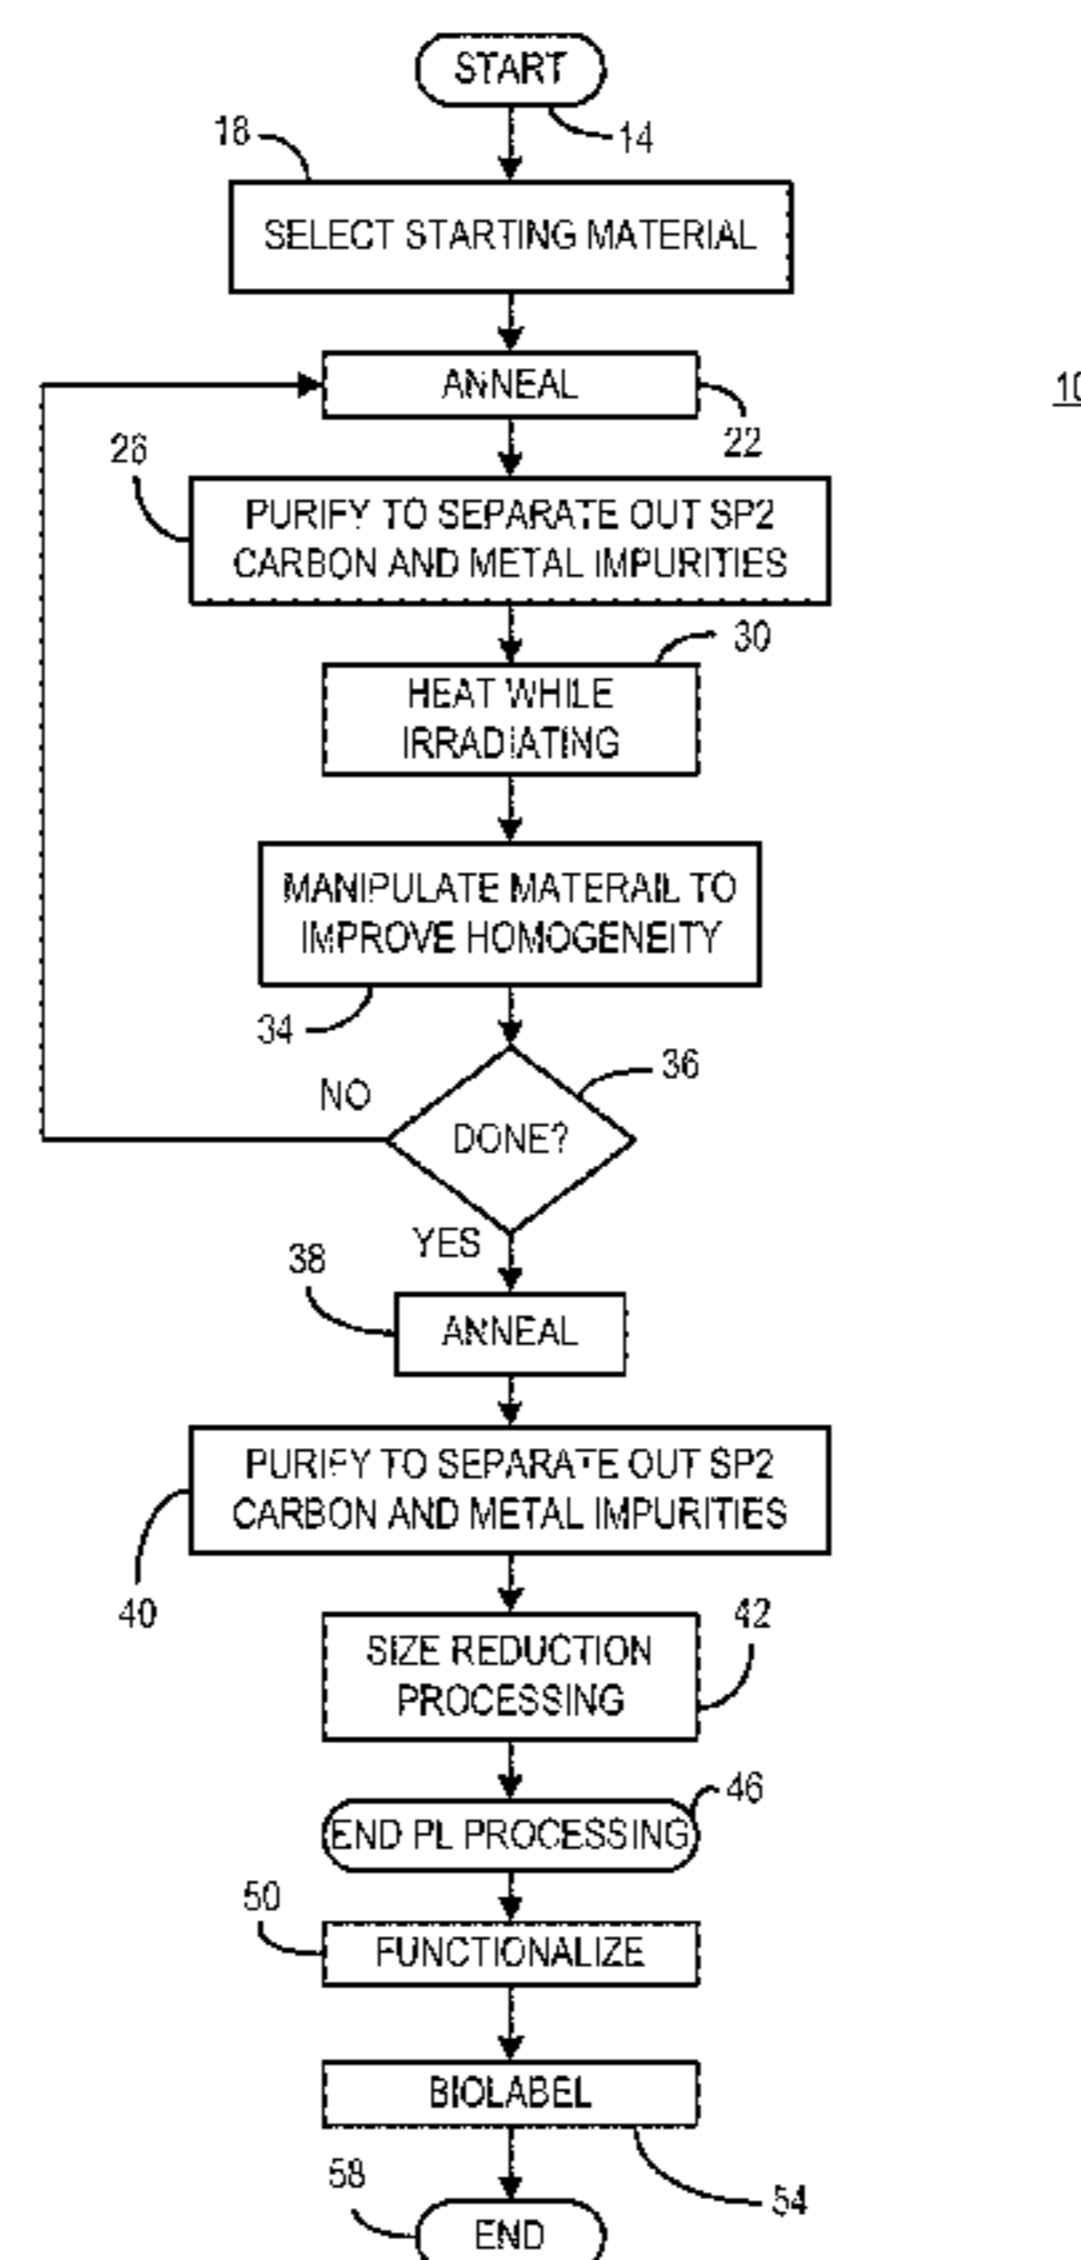 START
14
18
SELECT STARTING MATERIAL
ANNEAL
10
22
26
PURIFY TO SEPARATE OUT SP2
CARBON AND METAL IMPURITIES
30
HEAT WHILE
IRRADIATING
MANIPULATE MATERAIL TO
IMPROVE HOMOGENEITY
34
36
NO
DONE?
YES
38
ANNEAL
PURIFY TO SEPARATE OUT SP2
CARBON AND METAL IMPURITIES
40
42
SIZE REDUCTION
PROCESSING
46
END PL PROCESSING
50
FUNCTIONALIZE
BIOLABEL
58
54
END